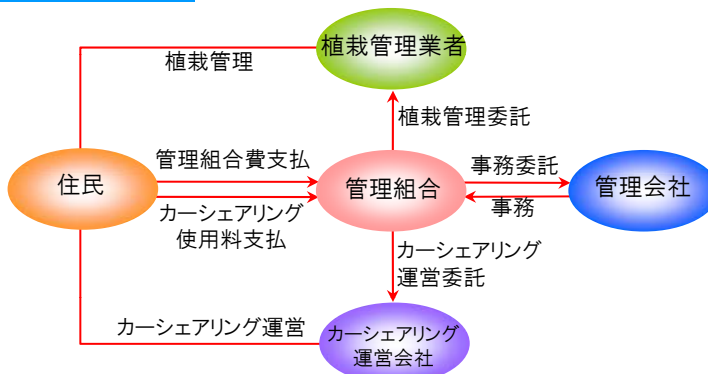 植栽管理業者
植栽管理
植栽管理委託
住民
管理組合費支払
カーシェアリング
使用料支払
管理組合
事務委託
事務
管理会社
カーシェアリング
運営委託
カーシェアリング運営
カーシェアリング
運営会社